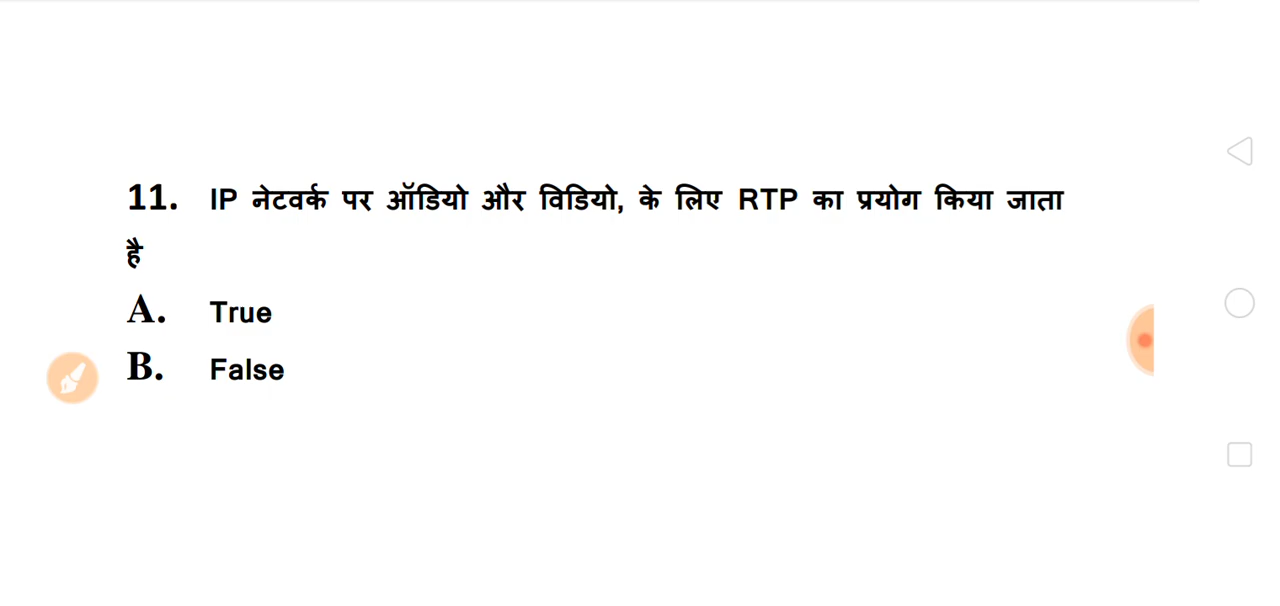 11. IP नेटवर्क पर ऑडियो और विडियो, के लिए RTP का प्रयोग किया जाता
है
A. True
B. False